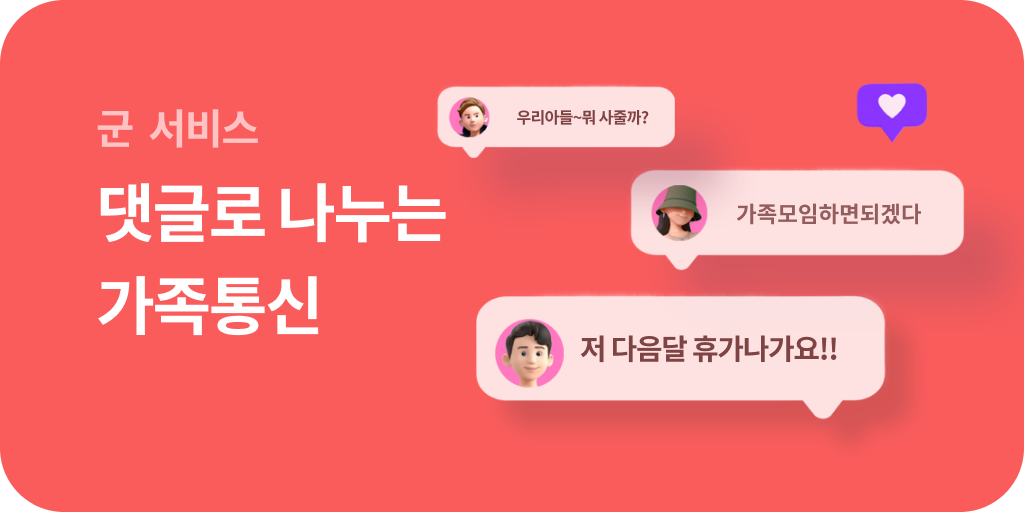 군 서비스
댓글로 나누는
가족통신
우리아들~뭐 사줄까?
가족모임하면되겠다
저 다음달 휴가나가요!!